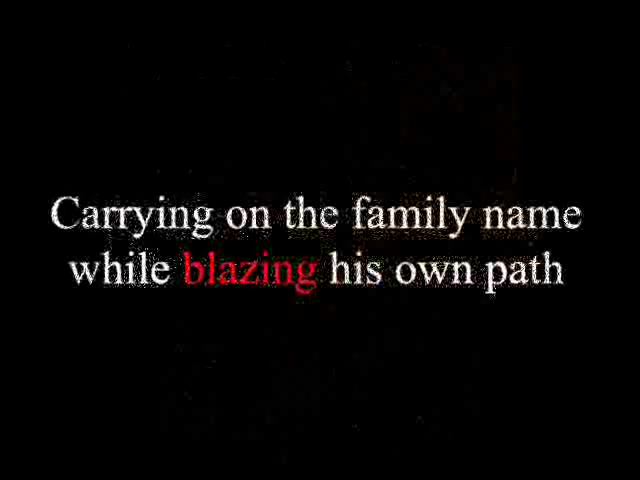 Carrying on the family name
while blazing his own path